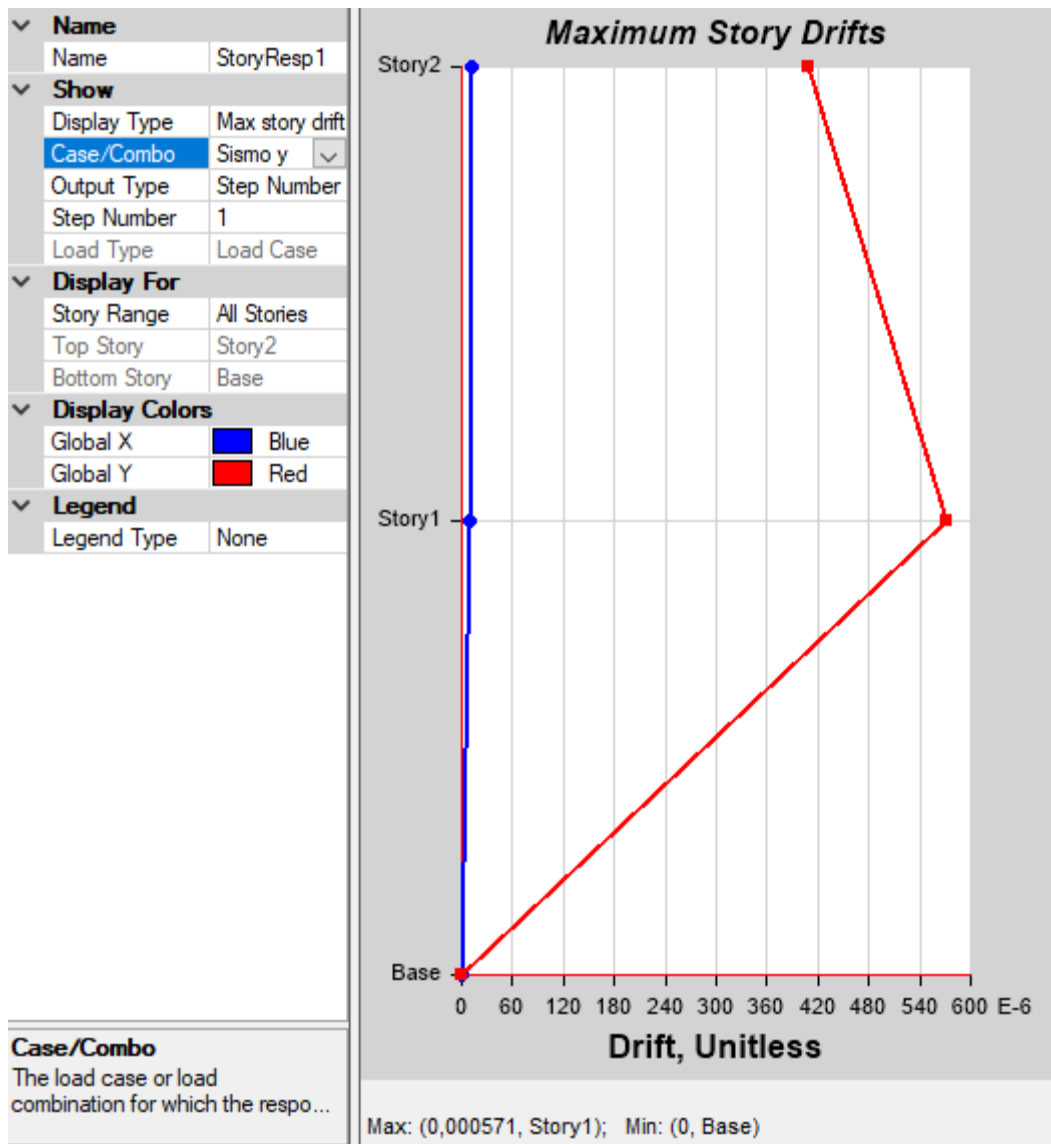 Name
Name StoryResp1
Show
Display Type Max story drift
Case/Combo Sismo y
Output Type Step Number
Step Number 1
Load Type Load Case
Display For
Story Range All Stories
Top Story Story2
Bottom Story Base
Display Colors
Global X Blue
Global Y Red
Legend
Legend Type None
Case/Combo
The load case or load
combination for which the respo...
Maximum Story Drifts
Story2
Story1
Base
0 60 120 180 240 300 360 420 480 540 600 E-6
Drift, Unitless
Max: (0,000571, Story1); Min: (0, Base)